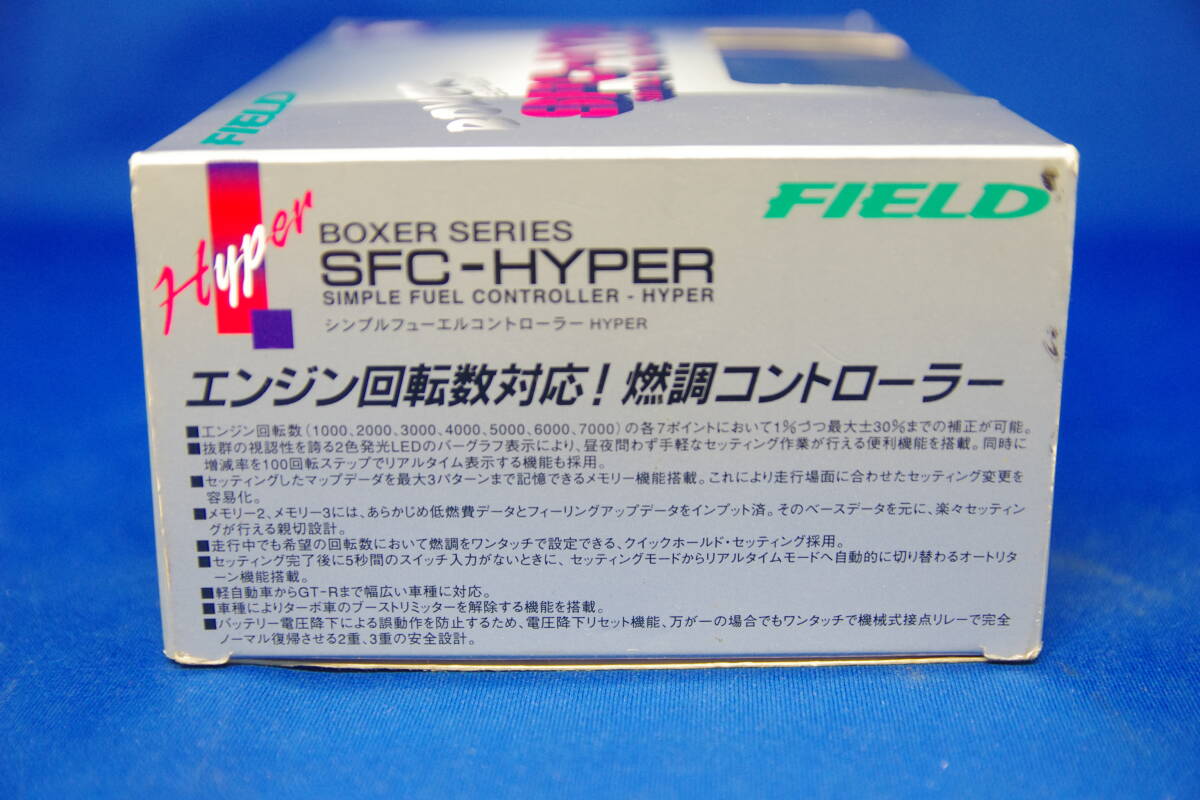 FIELD
Hyper
FIELD
BOXER SERIES
SFC-HYPER
SIMPLE FUEL CONTROLLER - HYPER
シンプルフューエルコントローラー HYPER
エンジン回転数対応！燃調コントローラー
■エンジン回転数（1000、2000、3000、4000、5000、6000、7000）の各7ポイントにおいて1%づつ最大±30%までの補正が可能。
■抜群の視認性を誇る2色発光LEDのバーグラフ表示により、昼夜問わず手軽なセッティング作業が行える便利機能を搭載。同時に
増減率を100回転ステップでリアルタイム表示する機能も採用。
■セッティングしたマップデータを最大3パターンまで記憶できるメモリー機能搭載。これにより走行場面に合わせたセッティング変更を
容易化。
■メモリー2、メモリー3には、あらかじめ低燃費データとフィーリングアップデータをインプット済。そのベースデータを元に、楽々セッティン
グが行える親切設計。
■走行中でも希望の回転数において燃調をワンタッチで設定できる、クイックホールド・セッティング採用。
■セッティング完了後に5秒間のスイッチ入力がないときに、セッティングモードからリアルタイムモードへ自動的に切り替わるオートリタ
ーン機能搭載。
■軽自動車からGT-Rまで幅広い車種に対応。
■車種によりターボ車のブーストリミッターを解除する機能を搭載。
■バッテリー電圧降下による誤動作を防止するため、電圧降下リセット機能、万が一の場合でもワンタッチで機械式接点リレーで完全
ノーマル復帰させる2重、3重の安全設計。